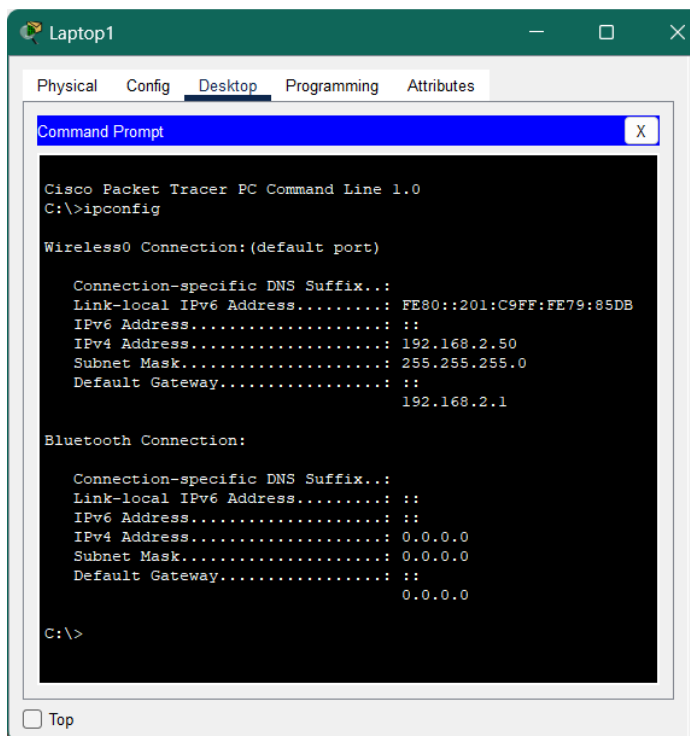 Laptop1
Physical Config Desktop Programming Attributes
Command Prompt
X
Cisco Packet Tracer PC Command Line 1.0
C:\>ipconfig
Wireless0 Connection:(default port)
Connection-specific DNS Suffix..:
Link-local IPv6 Address.........: FE80::201:C9FF:FE79:85DB
IPv6 Address....................: ::
IPv4 Address....................: 192.168.2.50
Subnet Mask.....................: 255.255.255.0
Default Gateway.................: ::
192.168.2.1
Bluetooth Connection:
Connection-specific DNS Suffix..:
Link-local IPv6 Address.........: ::
IPv6 Address....................: ::
IPv4 Address....................: 0.0.0.0
Subnet Mask.....................: 0.0.0.0
Default Gateway.................: ::
0.0.0.0
C:\>
Top